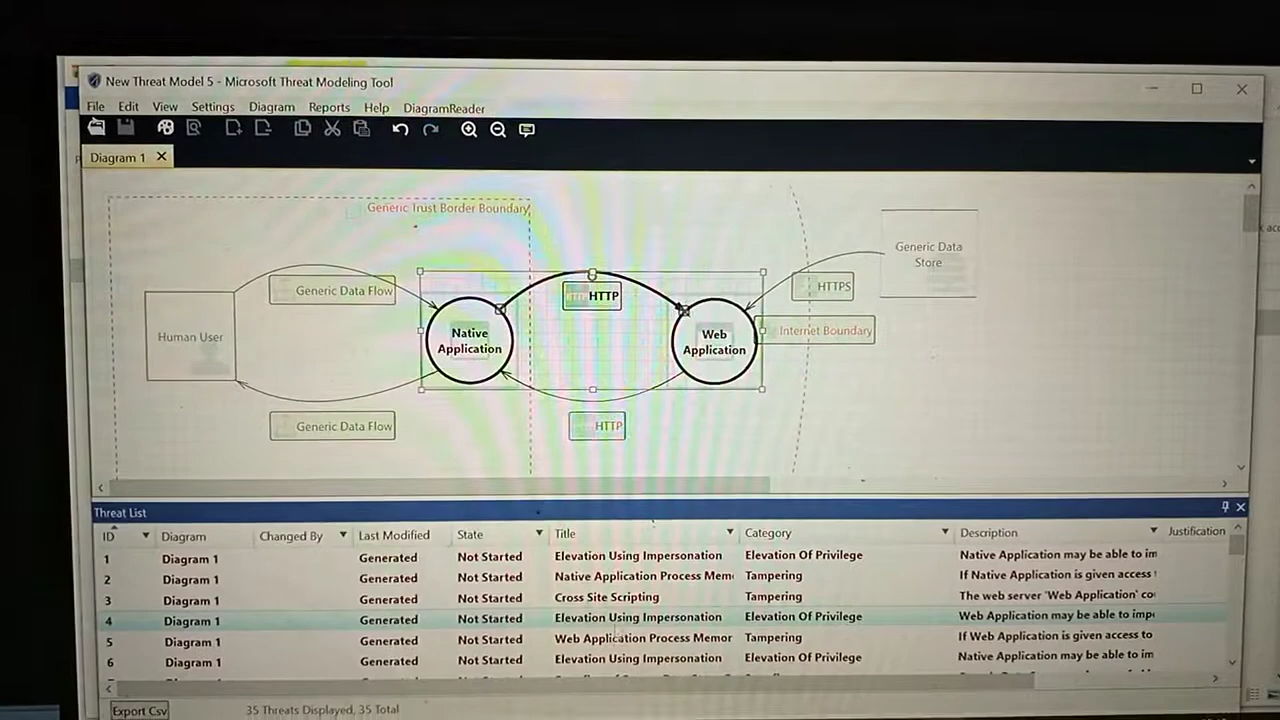 New Threat Model 5 - Microsoft Threat Modeling Tool
File Edit View Settings Diagram Reports Help DiagramReader
Diagram 1
Generic Trust Border Boundary
Generic Data Store
Generic Data Flow
HTTP
HTTPS
Human User
Native Application
Web Application
Internet Boundary
Generic Data Flow
HTTP
Threat List
ID Diagram Changed By Last Modified State Title Category Description Justification
1 Diagram 1 Generated Not Started Elevation Using Impersonation Elevation Of Privilege Native Application may be able to im
2 Diagram 1 Generated Not Started Native Application Process Mem Tampering If Native Application is given access
3 Diagram 1 Generated Not Started Cross Site Scripting Tampering The web server 'Web Application' co
4 Diagram 1 Generated Not Started Elevation Using Impersonation Elevation Of Privilege Web Application may be able to imp
5 Diagram 1 Generated Not Started Web Application Process Memor Tampering If Web Application is given access to
6 Diagram 1 Generated Not Started Elevation Using Impersonation Elevation Of Privilege Native Application may be able to im
Export Csv 35 Threats Displayed, 35 Total